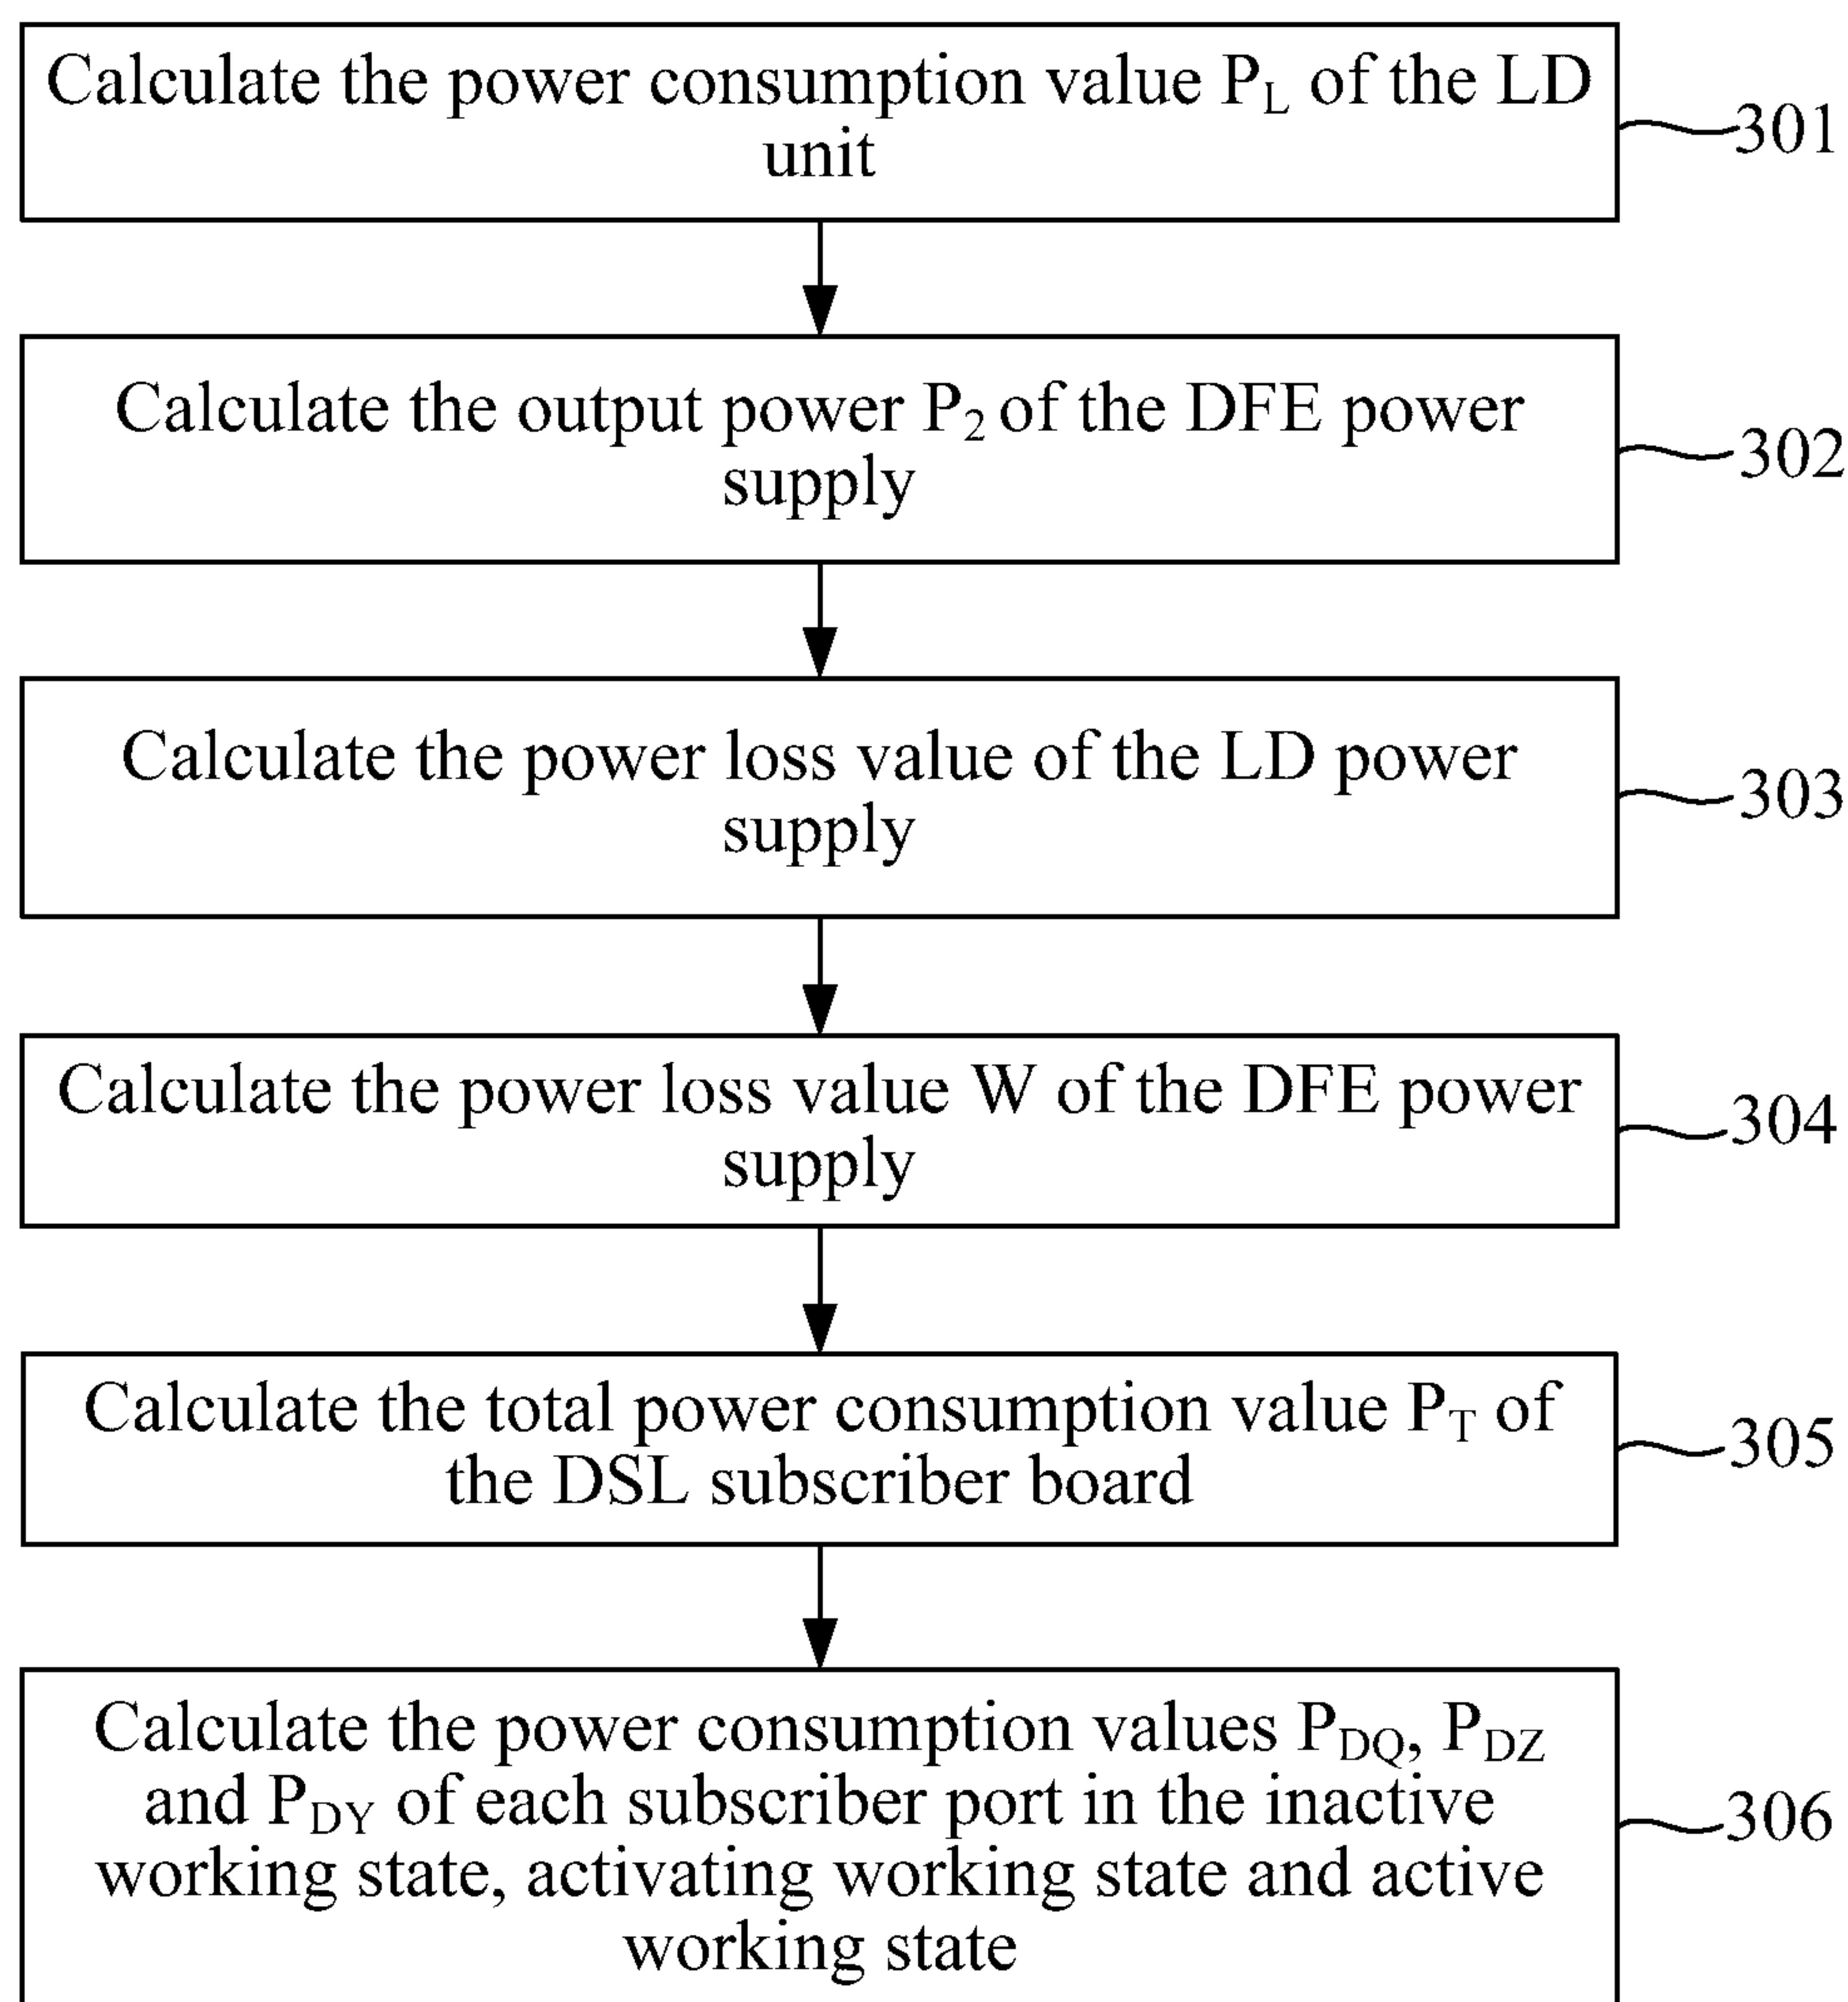 Calculate the power consumption value PL of the LD
unit
301
Calculate the output power P2 of the DFE power
supply
302
Calculate the power loss value of the LD power
supply
303
Calculate the power loss value W of the DFE power
supply
304
Calculate the total power consumption value PT of
the DSL subscriber board
305
Calculate the power consumption values PDQ, PDZ
and PDY of each subscriber port in the inactive
working state, activating working state and active
working state
306